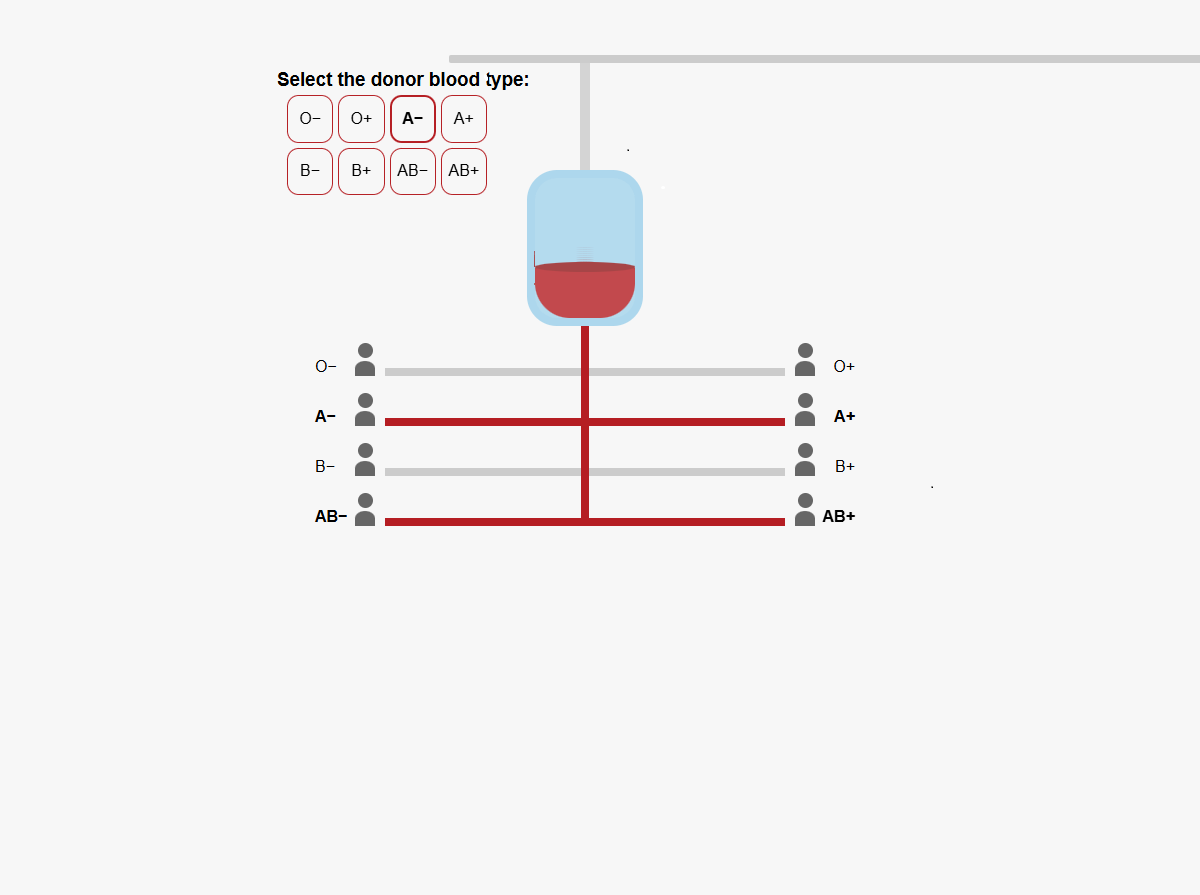 Select the donor blood type:
O− O+ A− A+
B− B+ AB− AB+
O− O+
A− A+
B− B+
AB− AB+